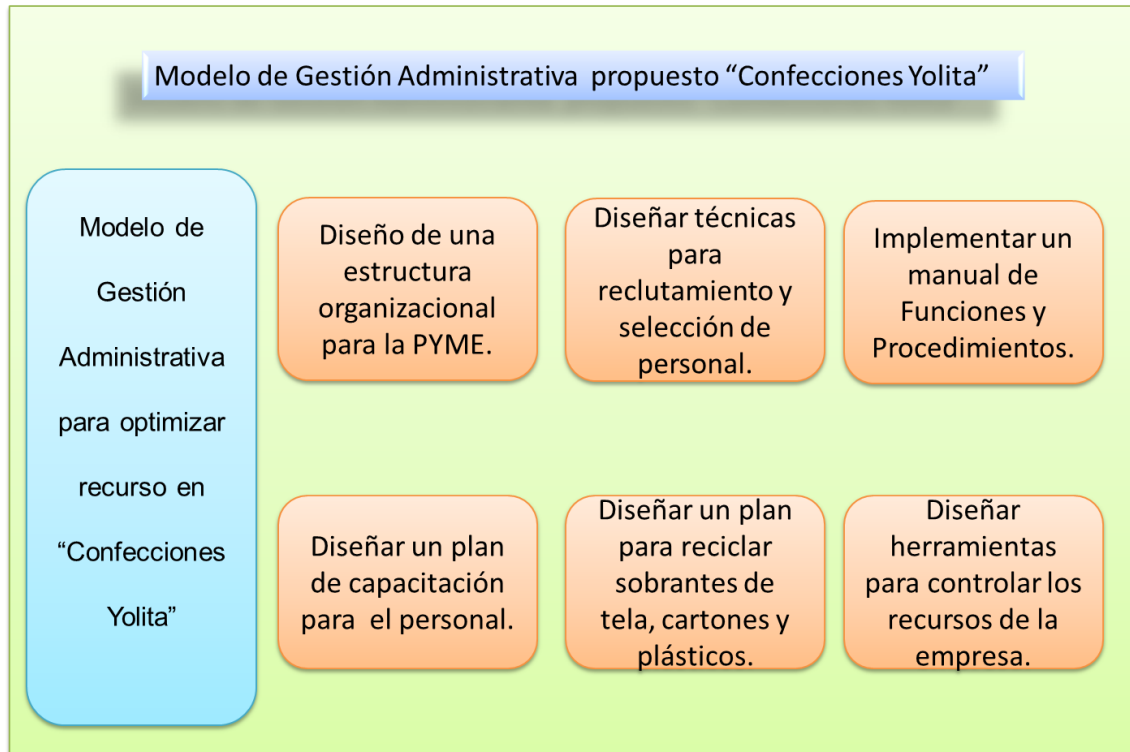 Modelo de Gestión Administrativa propuesto “Confecciones Yolita”
Modelo de
Gestión
Administrativa
para optimizar
recurso en
“Confecciones
Yolita”
Diseño de una
estructura
organizacional
para la PYME.
Diseñar técnicas
para
reclutamiento y
selección de
personal.
Implementar un
manual de
Funciones y
Procedimientos.
Diseñar un plan
de capacitación
para el personal.
Diseñar un plan
para reciclar
sobrantes de
tela, cartones y
plásticos.
Diseñar
herramientas
para controlar los
recursos de la
empresa.